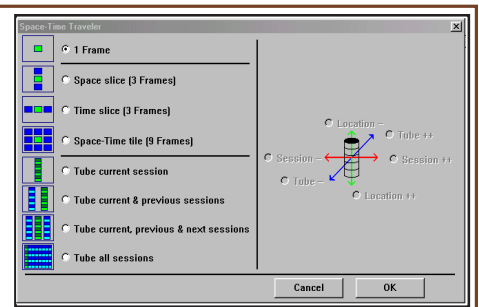 Space-Time Traveler
1 Frame
Space slice (3 Frames)
Time slice (3 Frames)
Space-Time tile (9 Frames)
Tube current session
Tube current & previous sessions
Tube current, previous & next sessions
Tube all sessions
Location -
Tube ++
Session -
Session ++
Tube -
Location ++
Cancel
OK